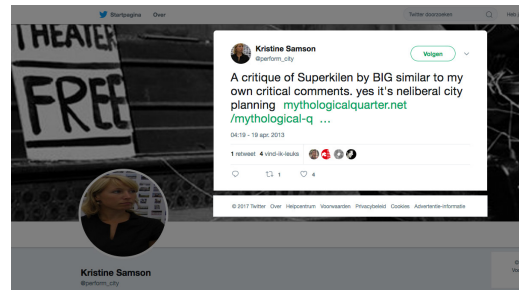 Startpagina Over
Twitter doorzoeken
THEATER
FREE
Kristine Samson
@perform_city
Volgen
A critique of Superkilen by BIG similar to my
own critical comments. yes it's neliberal city
planning mythologicalquarter.net
/mythological-q ...
04:19 - 19 apr. 2013
1 retweet 4 vind-ik-leuks
1 4
© 2017 Twitter Over Helpcentrum Voorwaarden Privacybeleid Cookies Advertentie-informatie
Kristine Samson
@perform_city